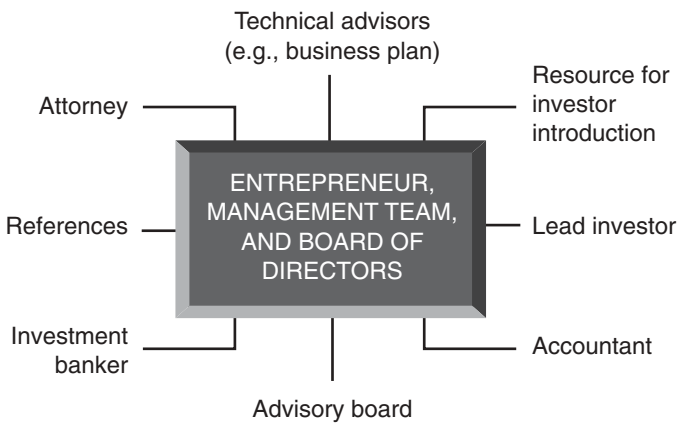 Technical advisors
(e.g., business plan)
Resource for
investor
introduction
Attorney
ENTREPRENEUR,
MANAGEMENT TEAM,
AND BOARD OF
DIRECTORS
References
Lead investor
Investment
banker
Accountant
Advisory board